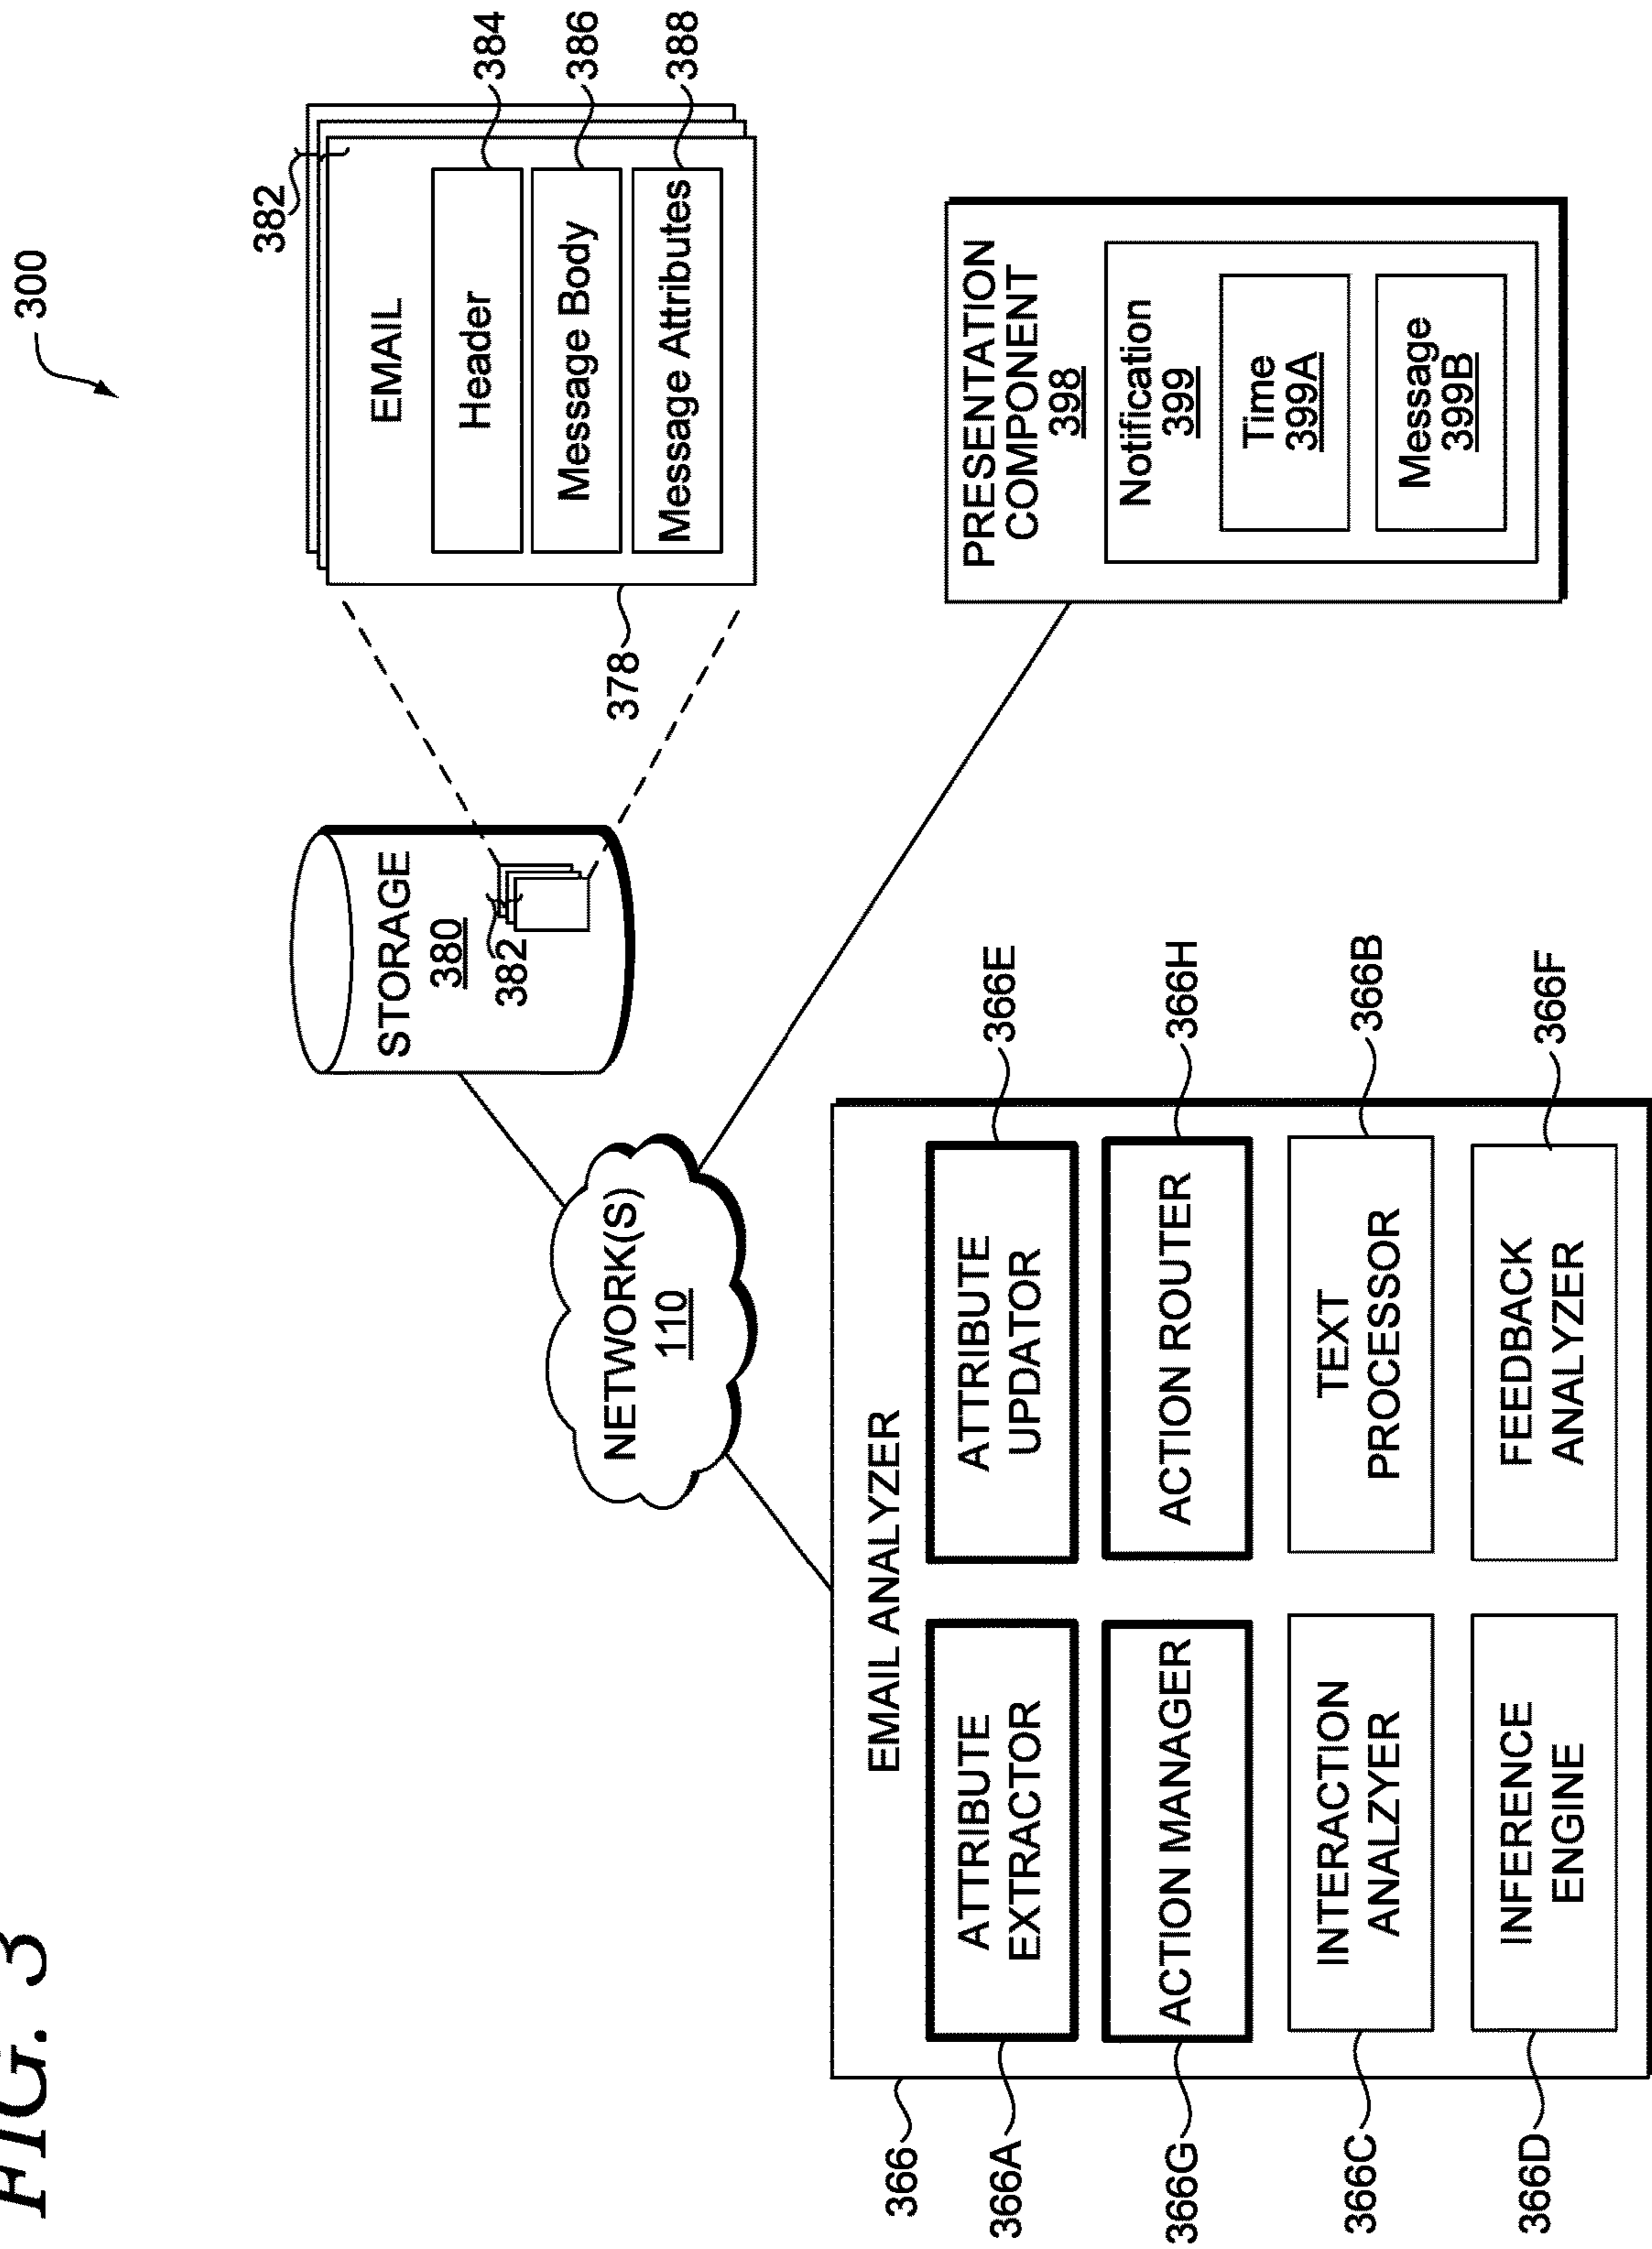 FIG. 3
300
382
EMAIL
Header
384
Message Body
386
Message Attributes
388
378
STORAGE
380
382
NETWORK(S)
110
PRESENTATION
COMPONENT
398
Notification
399
Time
399A
Message
399B
366
EMAIL ANALYZER
366A
ATTRIBUTE
EXTRACTOR
ATTRIBUTE
UPDATOR
366E
366G
ACTION MANAGER
ACTION ROUTER
366H
366C
INTERACTION
ANALZYER
TEXT
PROCESSOR
366B
366D
INFERENCE
ENGINE
FEEDBACK
ANALYZER
366F